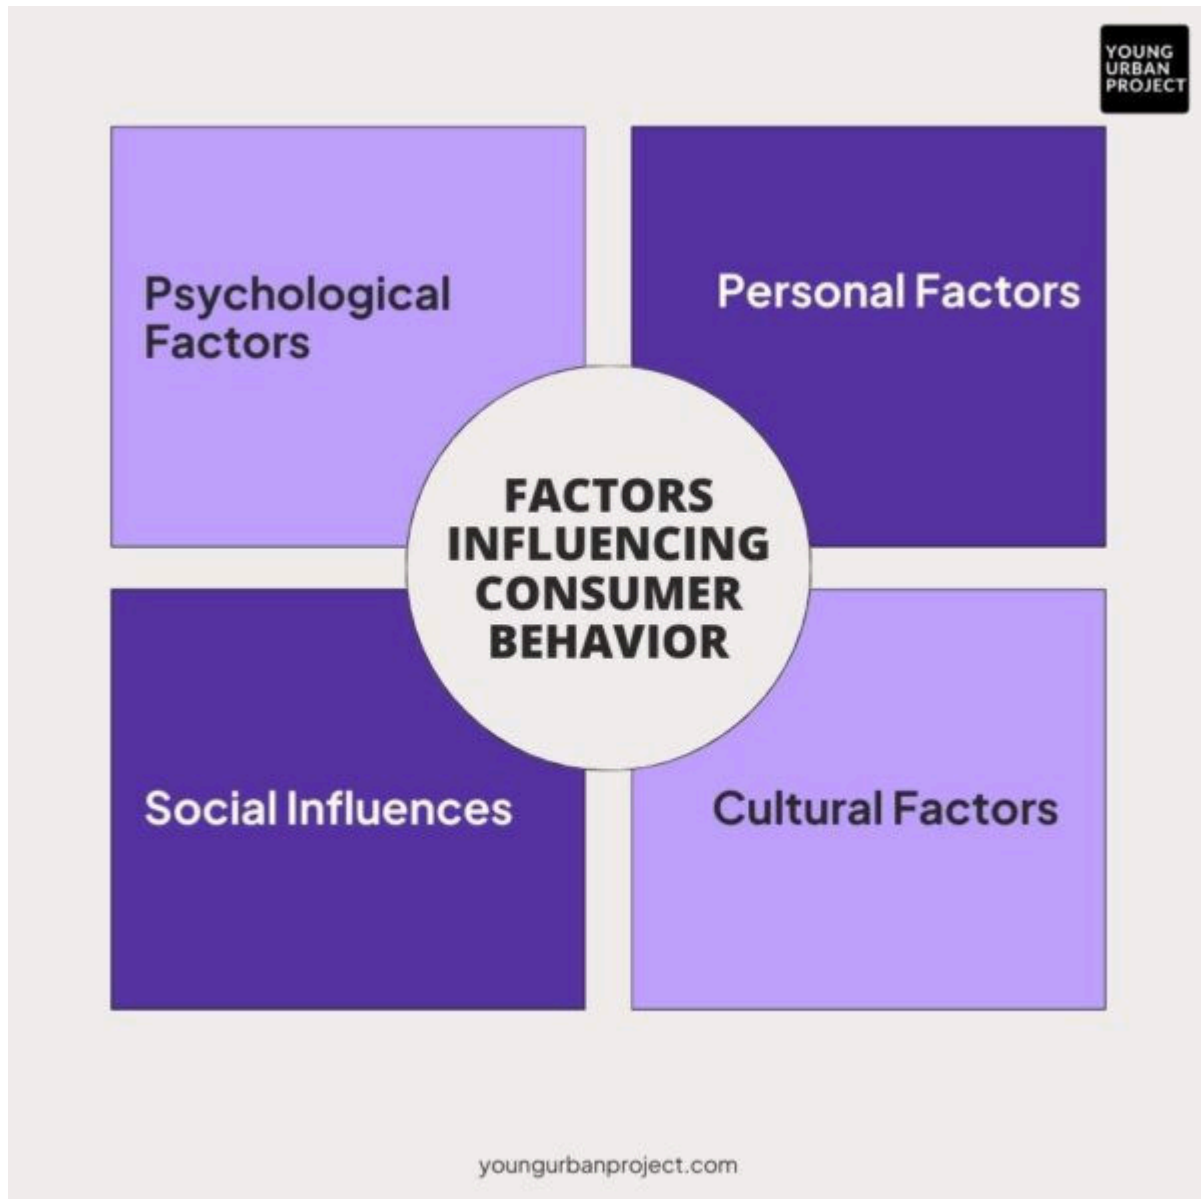 YOUNG
URBAN
PROJECT
Psychological
Factors
Personal Factors
FACTORS
INFLUENCING
CONSUMER
BEHAVIOR
Social Influences
Cultural Factors
youngurbanproject.com